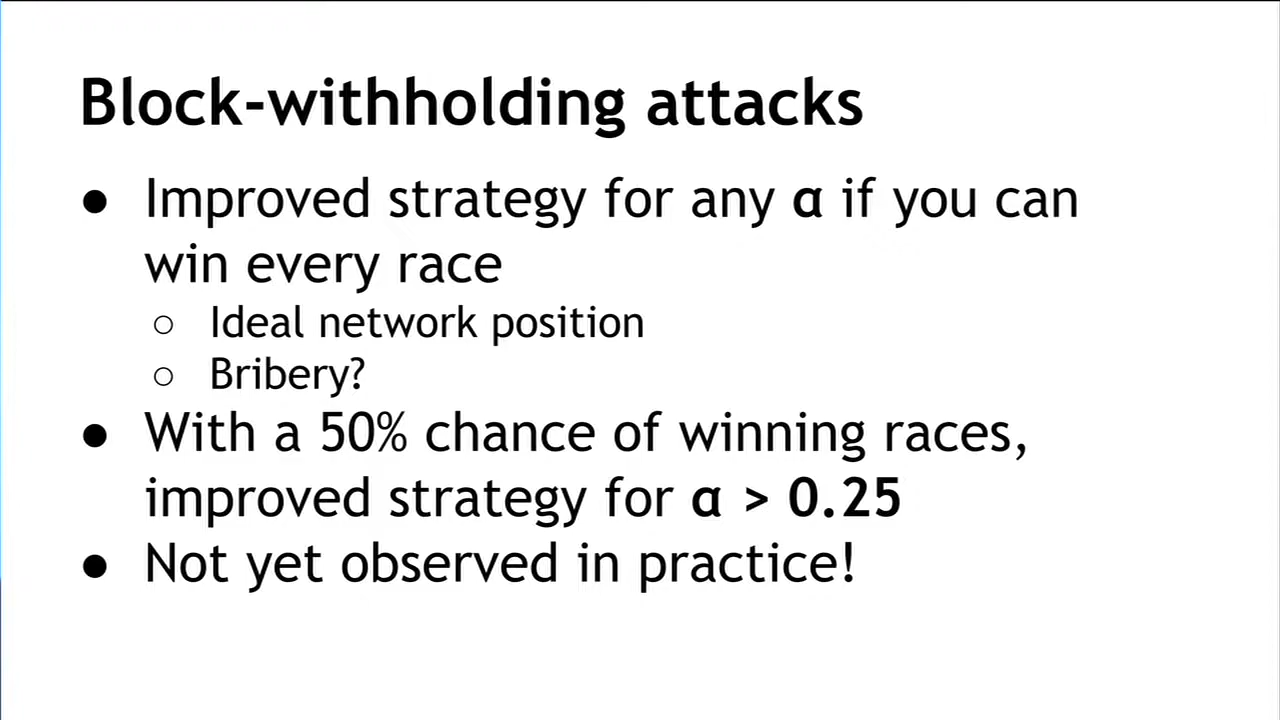 Block-withholding attacks
● Improved strategy for any α if you can
win every race
○ Ideal network position
○ Bribery?
● With a 50% chance of winning races,
improved strategy for α > 0.25
● Not yet observed in practice!